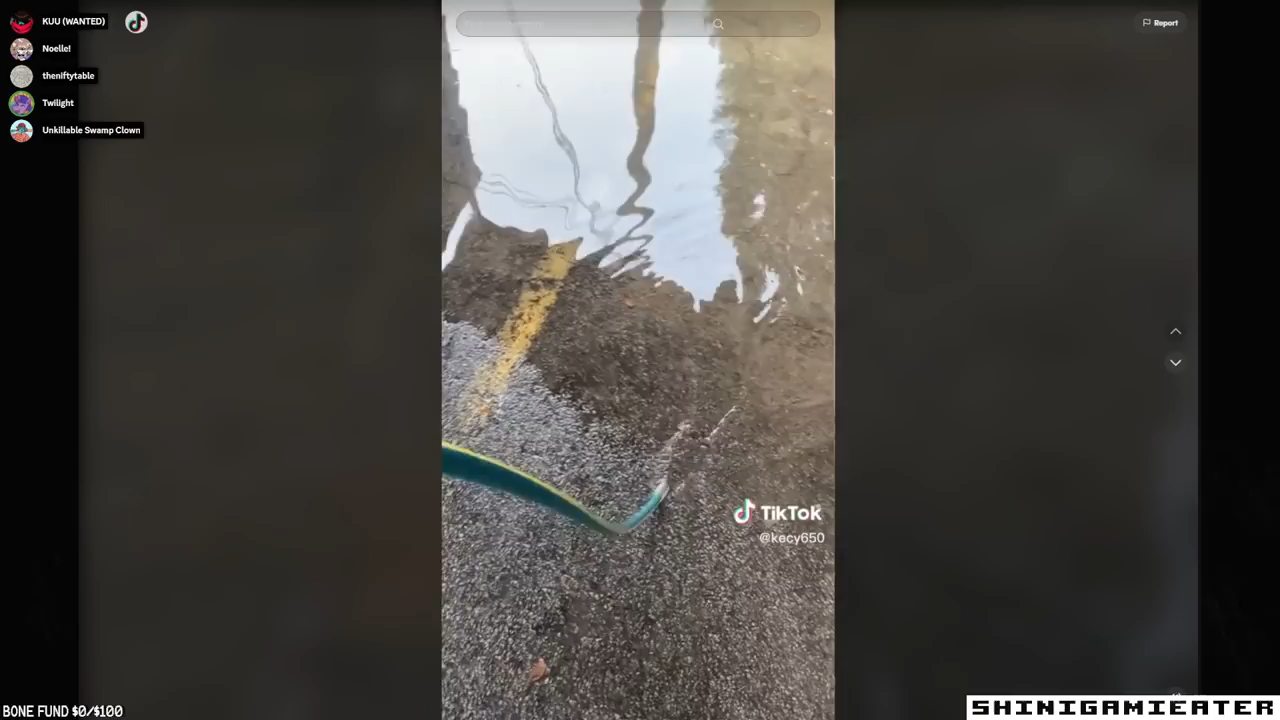 KUU (WANTED)
Noelle!
theniftytable
Twilight
Unkillable Swamp Clown
Report
TikTok
@kecy650
BONE FUND $0/$100
SHINIGAMIEATER